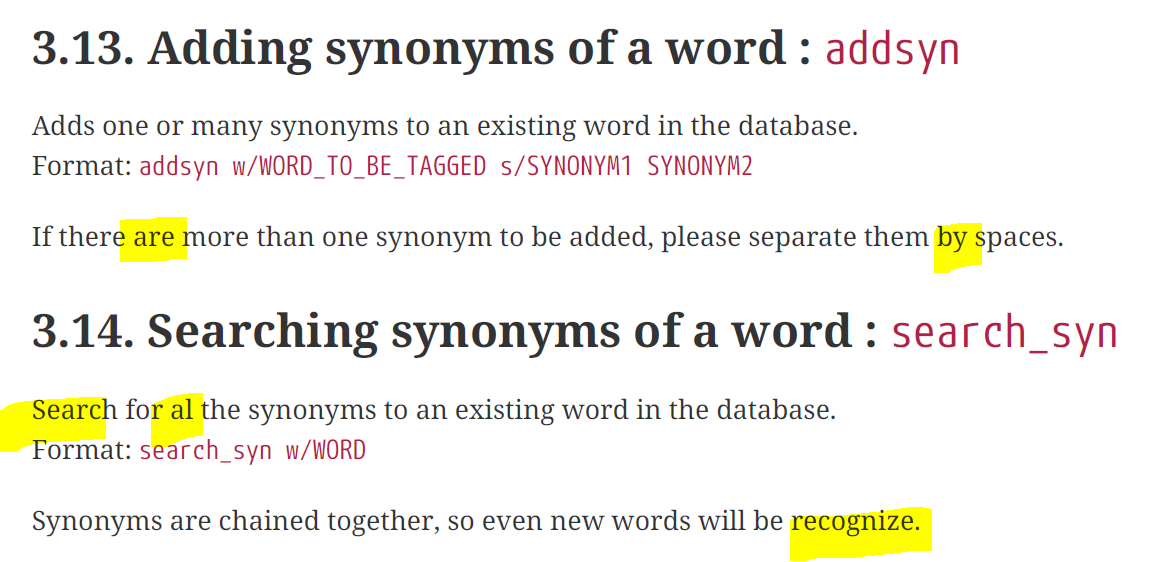 3.13. Adding synonyms of a word : addsyn
Adds one or many synonyms to an existing word in the database.
Format: addsyn w/WORD_TO_BE_TAGGED s/SYNONYM1 SYNONYM2
If there are more than one synonym to be added, please separate them by spaces.
3.14. Searching synonyms of a word : search_syn
Search for al the synonyms to an existing word in the database.
Format: search_syn w/WORD
Synonyms are chained together, so even new words will be recognize.